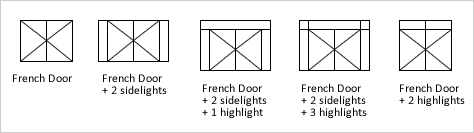 French Door
French Door
+ 2 sidelights
French Door
+ 2 sidelights
+ 1 highlight
French Door
+ 2 sidelights
+ 3 highlights
French Door
+ 2 highlights